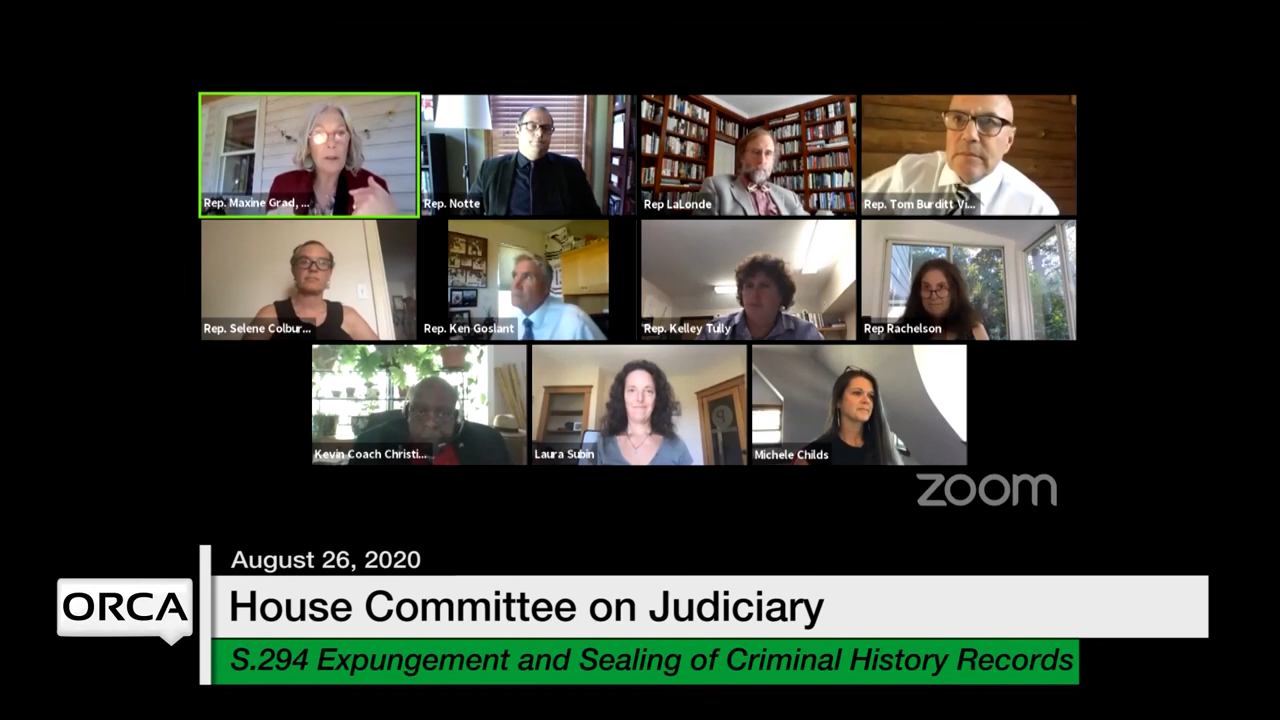 Rep. Maxine Grad, ...
Rep. Notte
Rep LaLonde
Rep. Tom Burditt Vi...
Rep. Selene Colbur...
Rep. Ken Goslant
Rep. Kelley Tully
Rep Rachelson
Kevin Coach Christi...
Laura Subin
Michele Childs
zoom
August 26, 2020
ORCA
House Committee on Judiciary
S.294 Expungement and Sealing of Criminal History Records